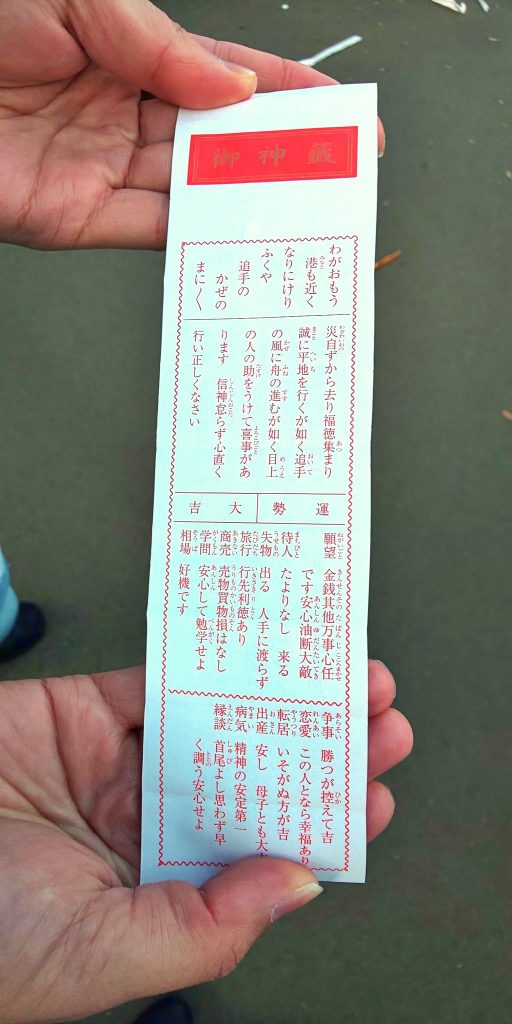 御神籤
わがおもう
港も近く
なりにけり
ふくや
追手の
かぜの
まに〱
災自ずから去り福徳集まり
誠に平地を行くが如く追手
の風に舟の進むが如く目上
の人の助をうけて喜事があ
ります 信神怠らず心直く
行い正しくなさい
運勢
大吉
願望 金銭其他万事心任
です安心油断大敵
待人 たよりなし 来る
失物 出る 人手に渡らず
旅行 行先利徳あり
商売 売物買物損はなし
学問 安心して勉学せよ
相場 好機です
争事 勝つが控えて吉
恋愛 この人となら幸福あり
転居 いそがぬ方が吉
出産 安し 母子とも大
病気 精神の安定第一
縁談 首尾よし思わず早
く調う安心せよ